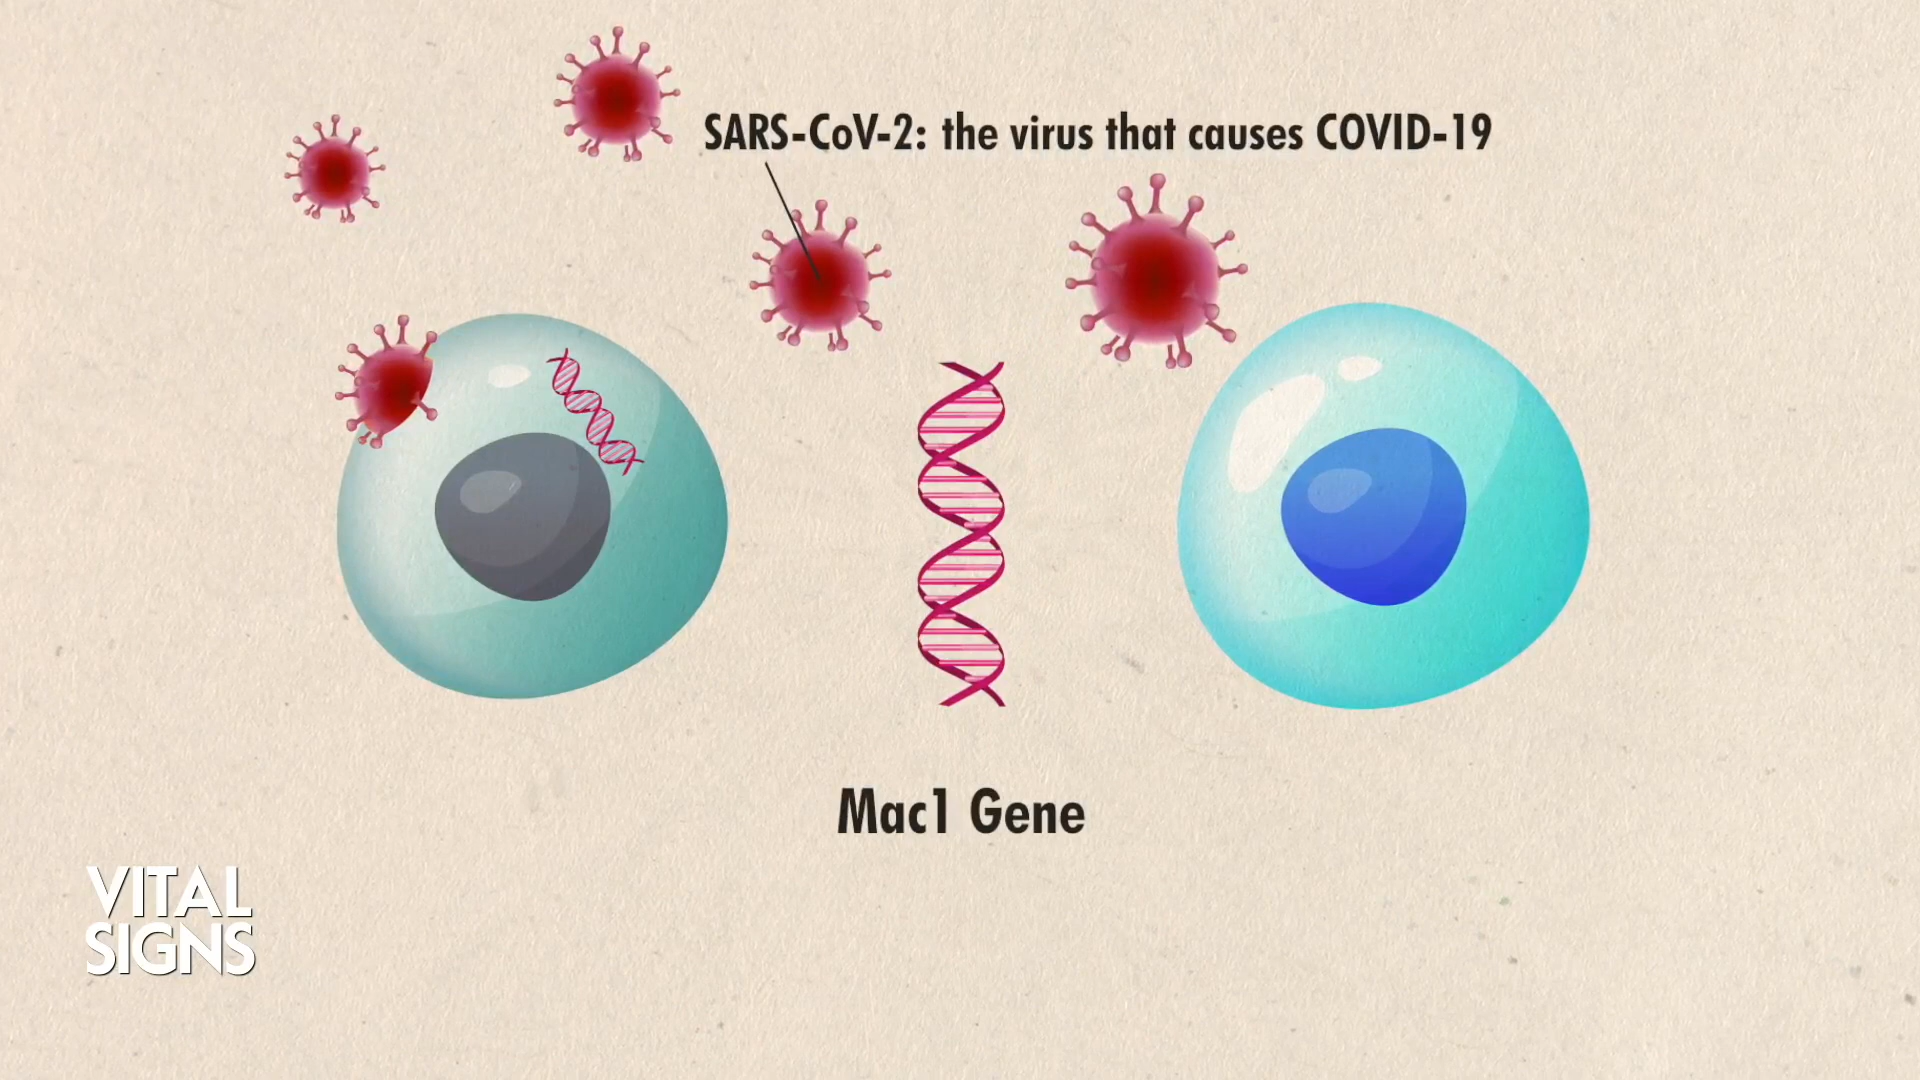 SARS-CoV-2: the virus that causes COVID-19
Mac1 Gene
VITAL
SIGNS